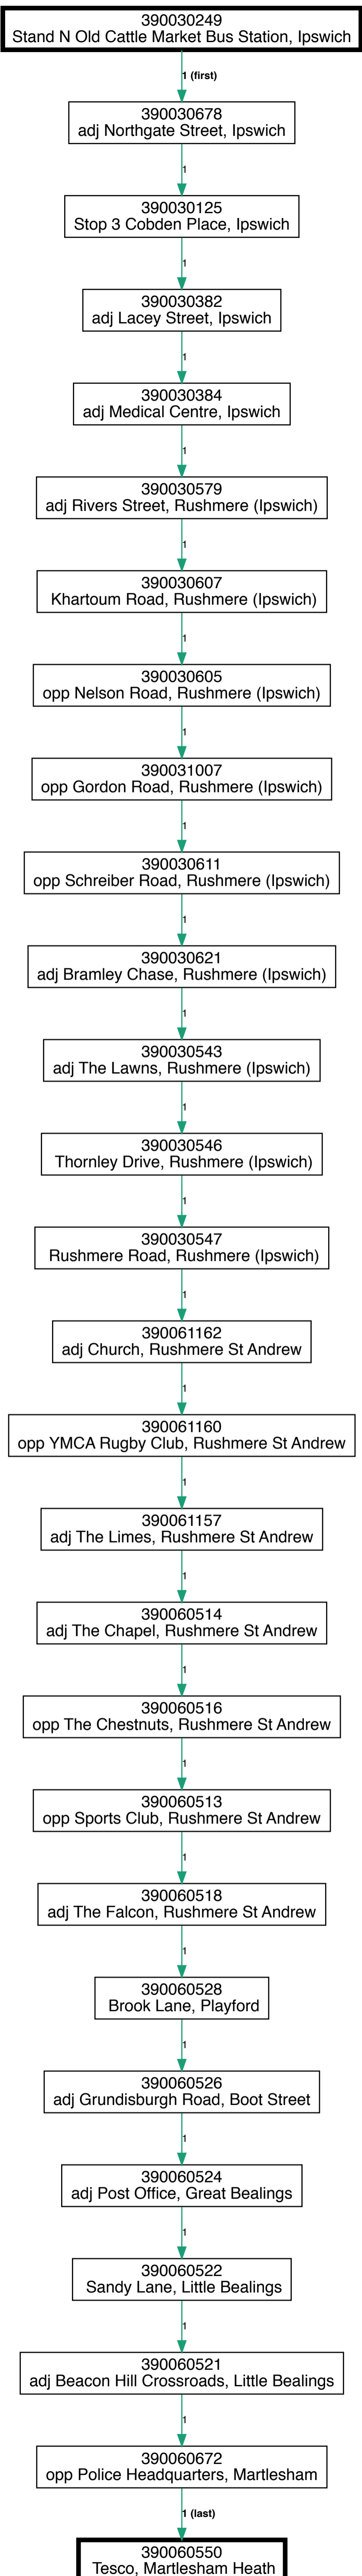 390030249
Stand N Old Cattle Market Bus Station, Ipswich
1 (first)
390030678
adj Northgate Street, Ipswich
1
390030125
Stop 3 Cobden Place, Ipswich
1
390030382
adj Lacey Street, Ipswich
1
390030384
adj Medical Centre, Ipswich
1
390030579
adj Rivers Street, Rushmere (Ipswich)
1
390030607
Khartoum Road, Rushmere (Ipswich)
1
390030605
opp Nelson Road, Rushmere (Ipswich)
1
390031007
opp Gordon Road, Rushmere (Ipswich)
1
390030611
opp Schreiber Road, Rushmere (Ipswich)
1
390030621
adj Bramley Chase, Rushmere (Ipswich)
1
390030543
adj The Lawns, Rushmere (Ipswich)
1
390030546
Thornley Drive, Rushmere (Ipswich)
1
390030547
Rushmere Road, Rushmere (Ipswich)
1
390061162
adj Church, Rushmere St Andrew
1
390061160
opp YMCA Rugby Club, Rushmere St Andrew
1
390061157
adj The Limes, Rushmere St Andrew
1
390060514
adj The Chapel, Rushmere St Andrew
1
390060516
opp The Chestnuts, Rushmere St Andrew
1
390060513
opp Sports Club, Rushmere St Andrew
1
390060518
adj The Falcon, Rushmere St Andrew
1
390060528
Brook Lane, Playford
1
390060526
adj Grundisburgh Road, Boot Street
1
390060524
adj Post Office, Great Bealings
1
390060522
Sandy Lane, Little Bealings
1
390060521
adj Beacon Hill Crossroads, Little Bealings
1
390060672
opp Police Headquarters, Martlesham
1 (last)
390060550
Tesco, Martlesham Heath